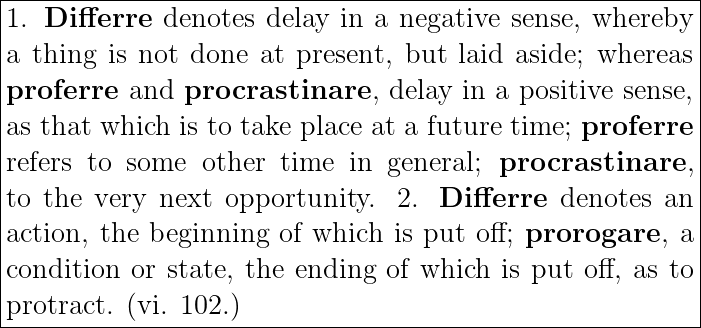 1. Differre denotes delay in a negative sense, whereby
a thing is not done at present, but laid aside; whereas
proferre and procrastinare, delay in a positive sense,
as that which is to take place at a future time; proferre
refers to some other time in general; procrastinare,
to the very next opportunity. 2. Differre denotes an
action, the beginning of which is put off; prorogare, a
condition or state, the ending of which is put off, as to
protract. (vi. 102.)